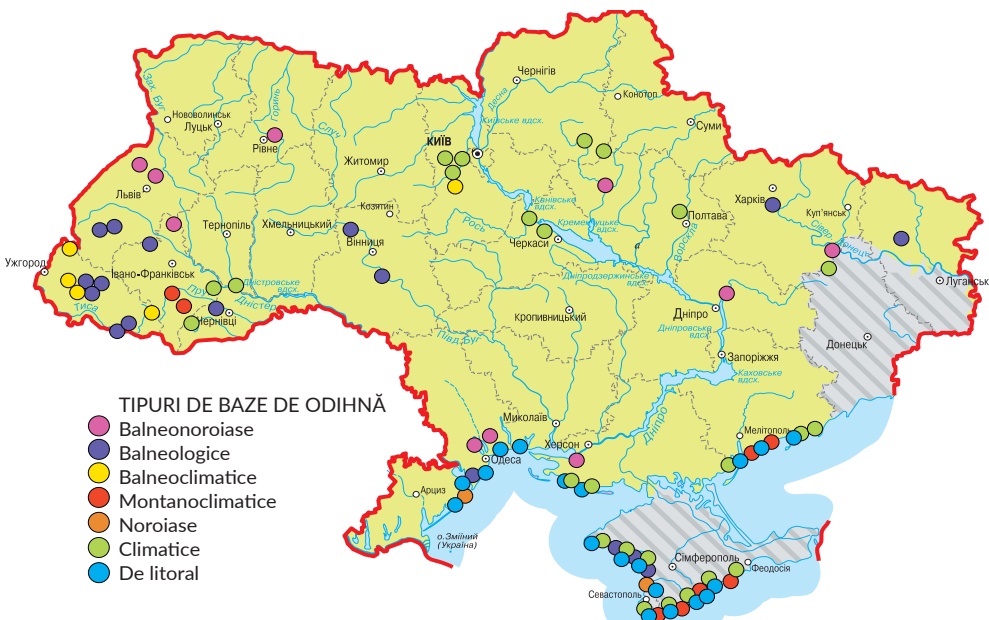 Чернігів
Конотоп
Зах. Буг
Горинь
Десна
Нововолинськ
Луцьк
Київське вдсх.
Суми
Случ
Рівне
КИЇВ
Житомир
Львів
Харків
Козятин
Канівське
вдсх.
Куп'янськ
Тернопіль
Хмельницький
Рось
Кременчуцьке
вдсх.
Полтава
Ворскла
Вінниця
Черкаси
Сівер. Донець
Ужгород
Івано-Франківськ
Дніпродзержинське
вдсх.
Луганськ
Дністровське
вдсх.
Прут
Дністер
Тиса
Чернівці
Кропивницький
Дніпро
Дніпровське
вдсх.
Півд. Буг
Донецьк
Запоріжжя
Каховське
вдсх.
TIPURI DE BAZE DE ODIHNĂ
Balneonoroiase
Balneologice
Balneoclimatice
Montanoclimatice
Noroiase
Climatice
De litoral
Миколаїв
Дніпро
Херсон
Мелітополь
Одеса
Арциз
о.Зміїний
(Україна)
Сімферополь
Феодосія
Севастополь